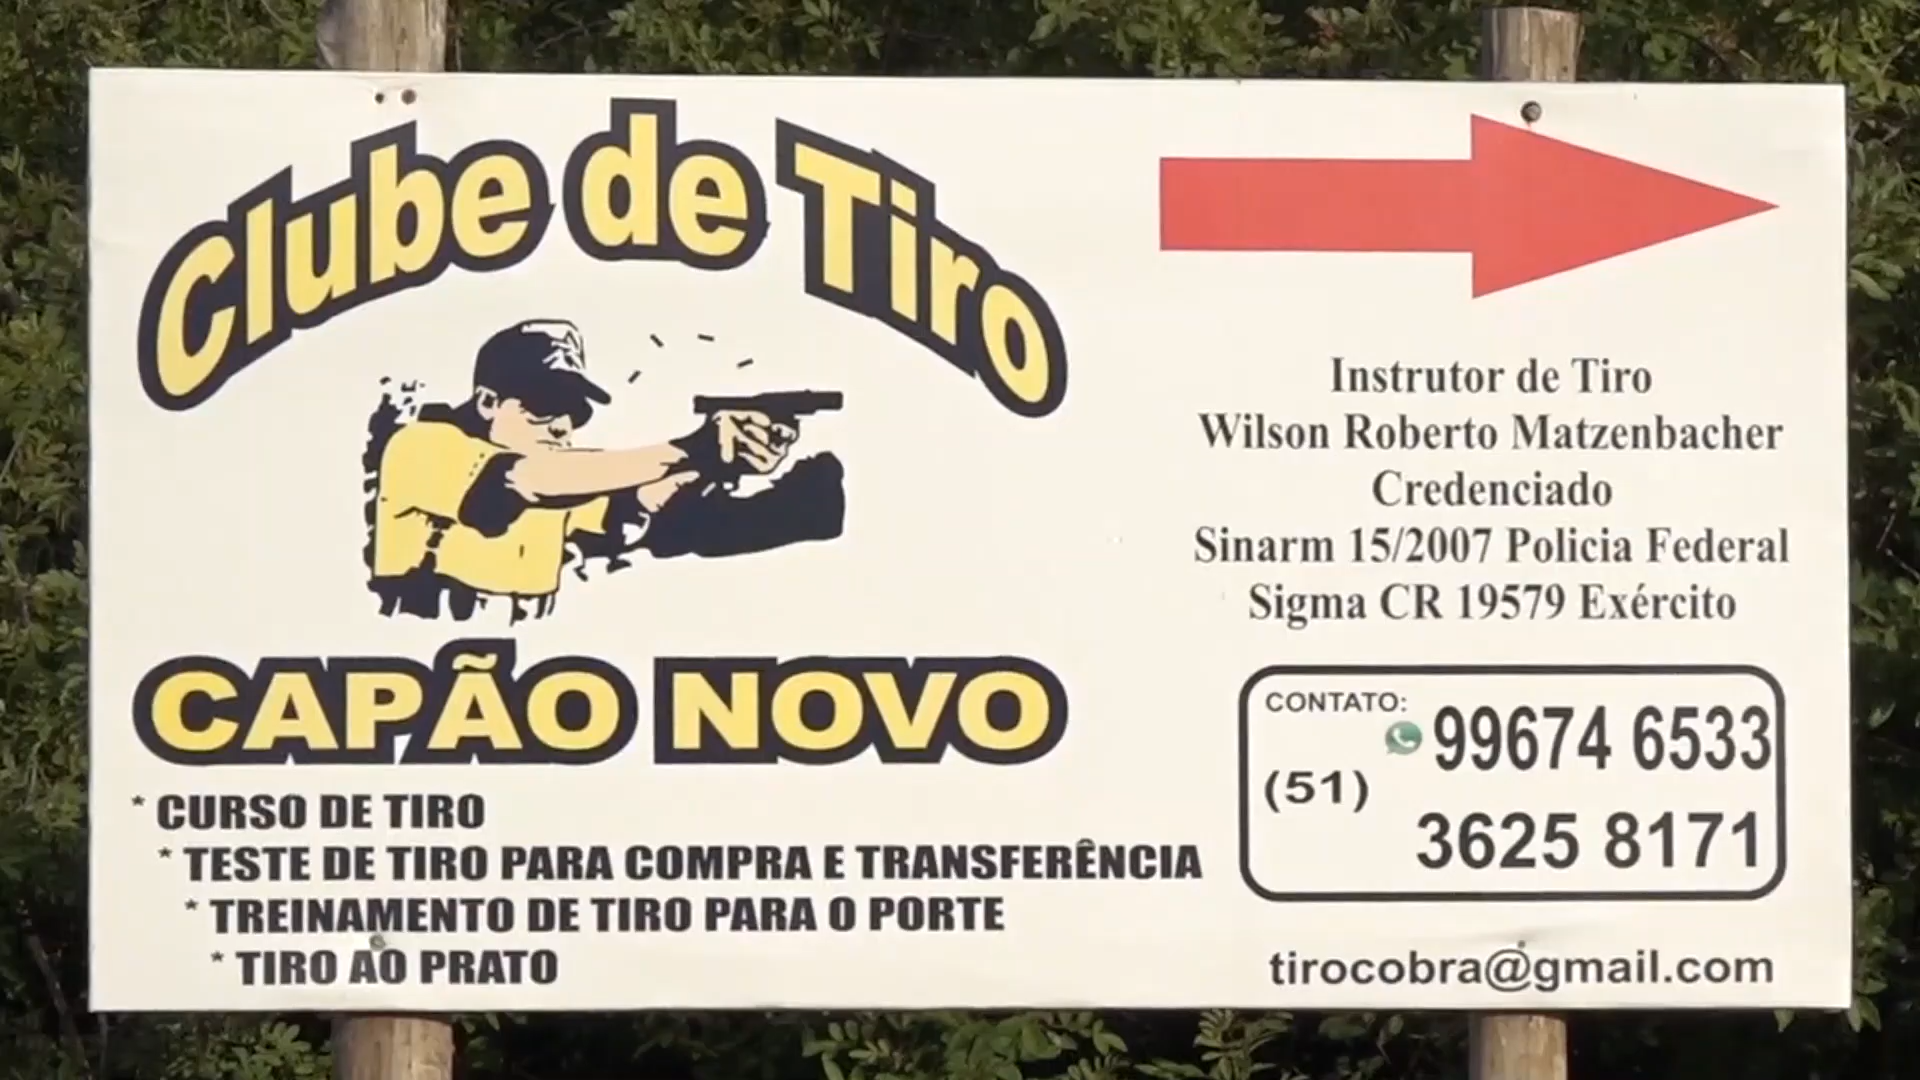 Clube de Tiro
CAPÃO NOVO
* CURSO DE TIRO
* TESTE DE TIRO PARA COMPRA E TRANSFERÊNCIA
* TREINAMENTO DE TIRO PARA O PORTE
* TIRO AO PRATO
Instrutor de Tiro
Wilson Roberto Matzenbacher
Credenciado
Sinarm 15/2007 Policia Federal
Sigma CR 19579 Exército
CONTATO:
99674 6533
(51)
3625 8171
tirocobra@gmail.com